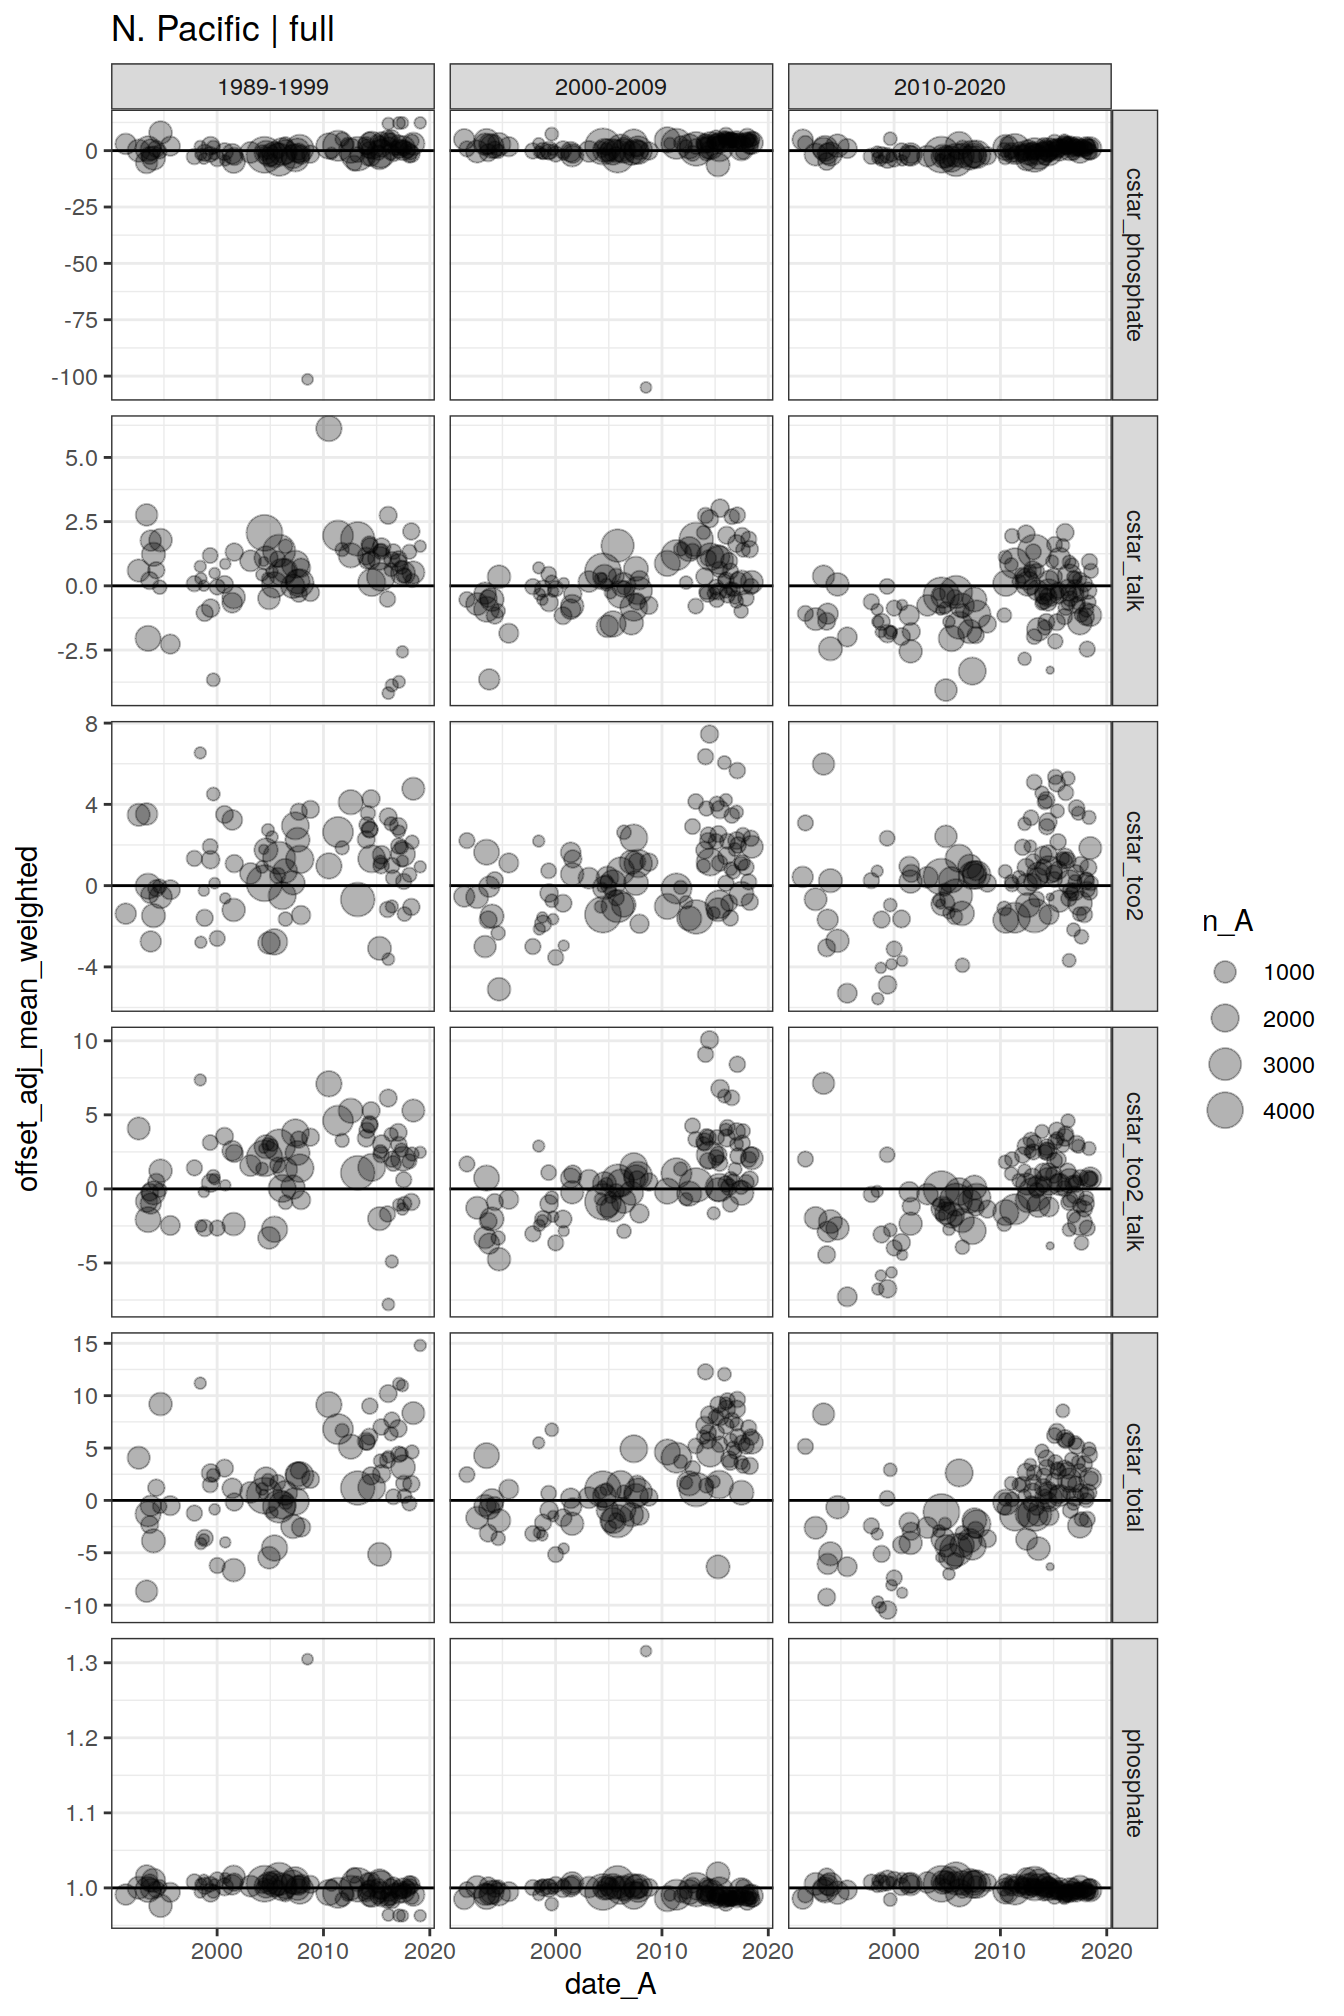 N. Pacific | full
1989-1999 2000-2009 2010-2020
0
-25
-50
-75
-100
cstar_phosphate
5.0
2.5
0.0
-2.5
cstar_talk
8
4
0
-4
cstar_tco2
10
5
0
-5
cstar_tco2_talk
15
10
5
0
-5
-10
cstar_total
1.3
1.2
1.1
1.0
phosphate
2000 2010 2020 2000 2010 2020 2000 2010 2020
date_A
offset_adj_mean_weighted
n_A
1000
2000
3000
4000